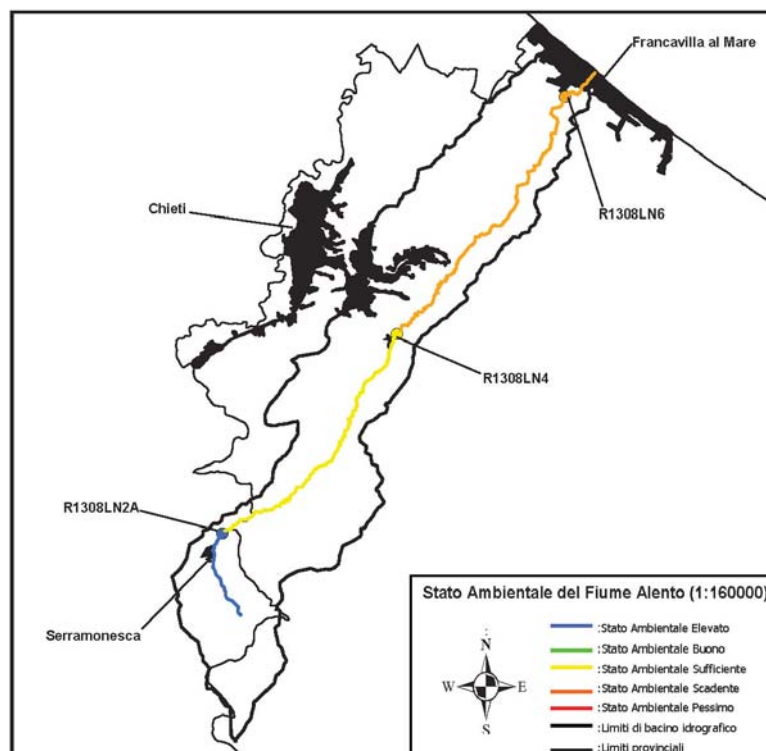 Francavilla al Mare
R1308LN6
Chieti
R1308LN4
R1308LN2A
Serramonesca
Stato Ambientale del Fiume Alento (1:160000)
:
N
W E
S
:Stato Ambientale Elevato
:Stato Ambientale Buono
:Stato Ambientale Sufficiente
:Stato Ambientale Scadente
:Stato Ambientale Pessimo
:Limiti di bacino idrografico
:Limiti provinciali